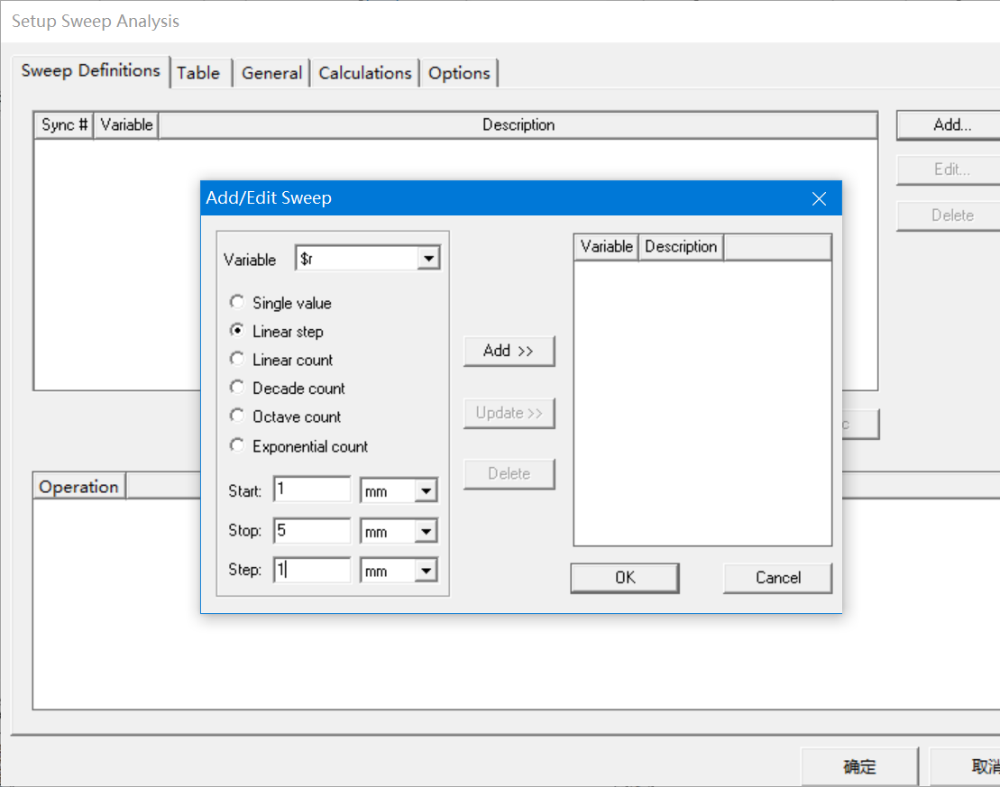 Setup Sweep Analysis
Sweep Definitions Table General Calculations Options
Sync # Variable Description
Add...
Edit...
Delete
Add/Edit Sweep
Variable $r
Single value
Linear step
Linear count
Decade count
Octave count
Exponential count
Start: 1 mm
Stop: 5 mm
Step: 1 mm
Add >>
Update >>
Delete
Variable Description
OK Cancel
c
Operation
确定 取消